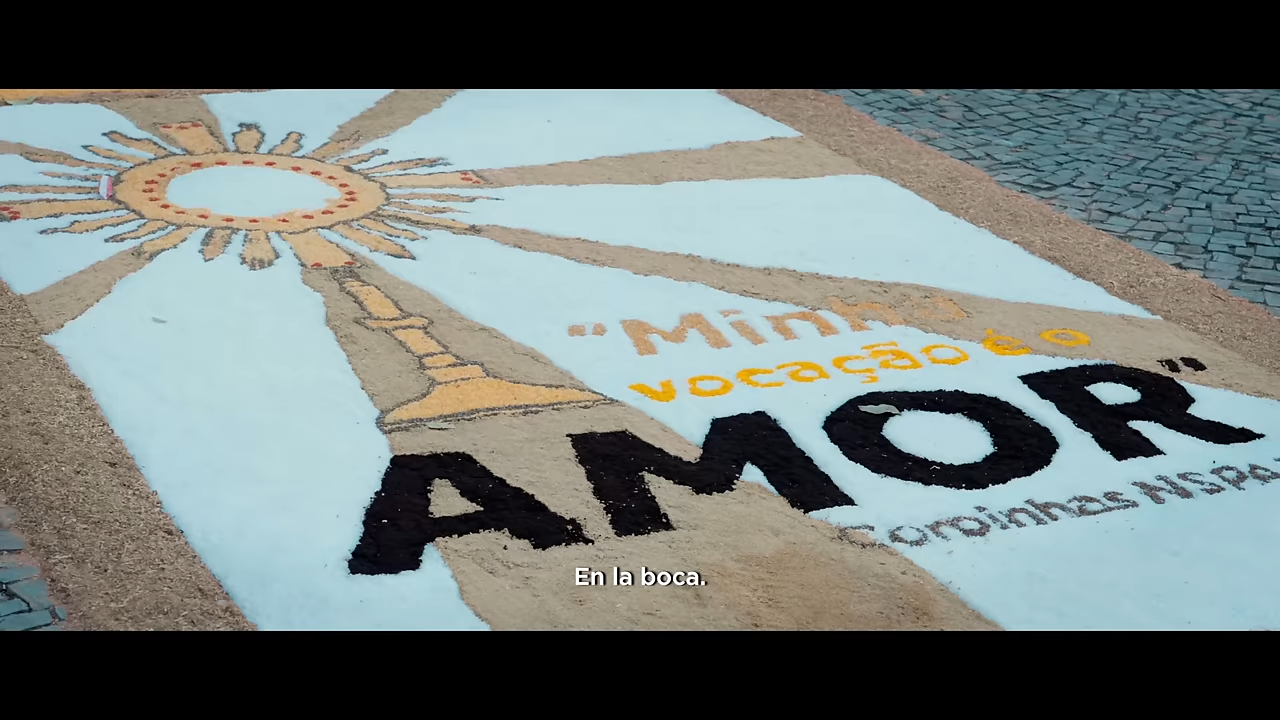 "Minha
vocação é o
AMOR"
Coroinhas NSPA
En la boca.